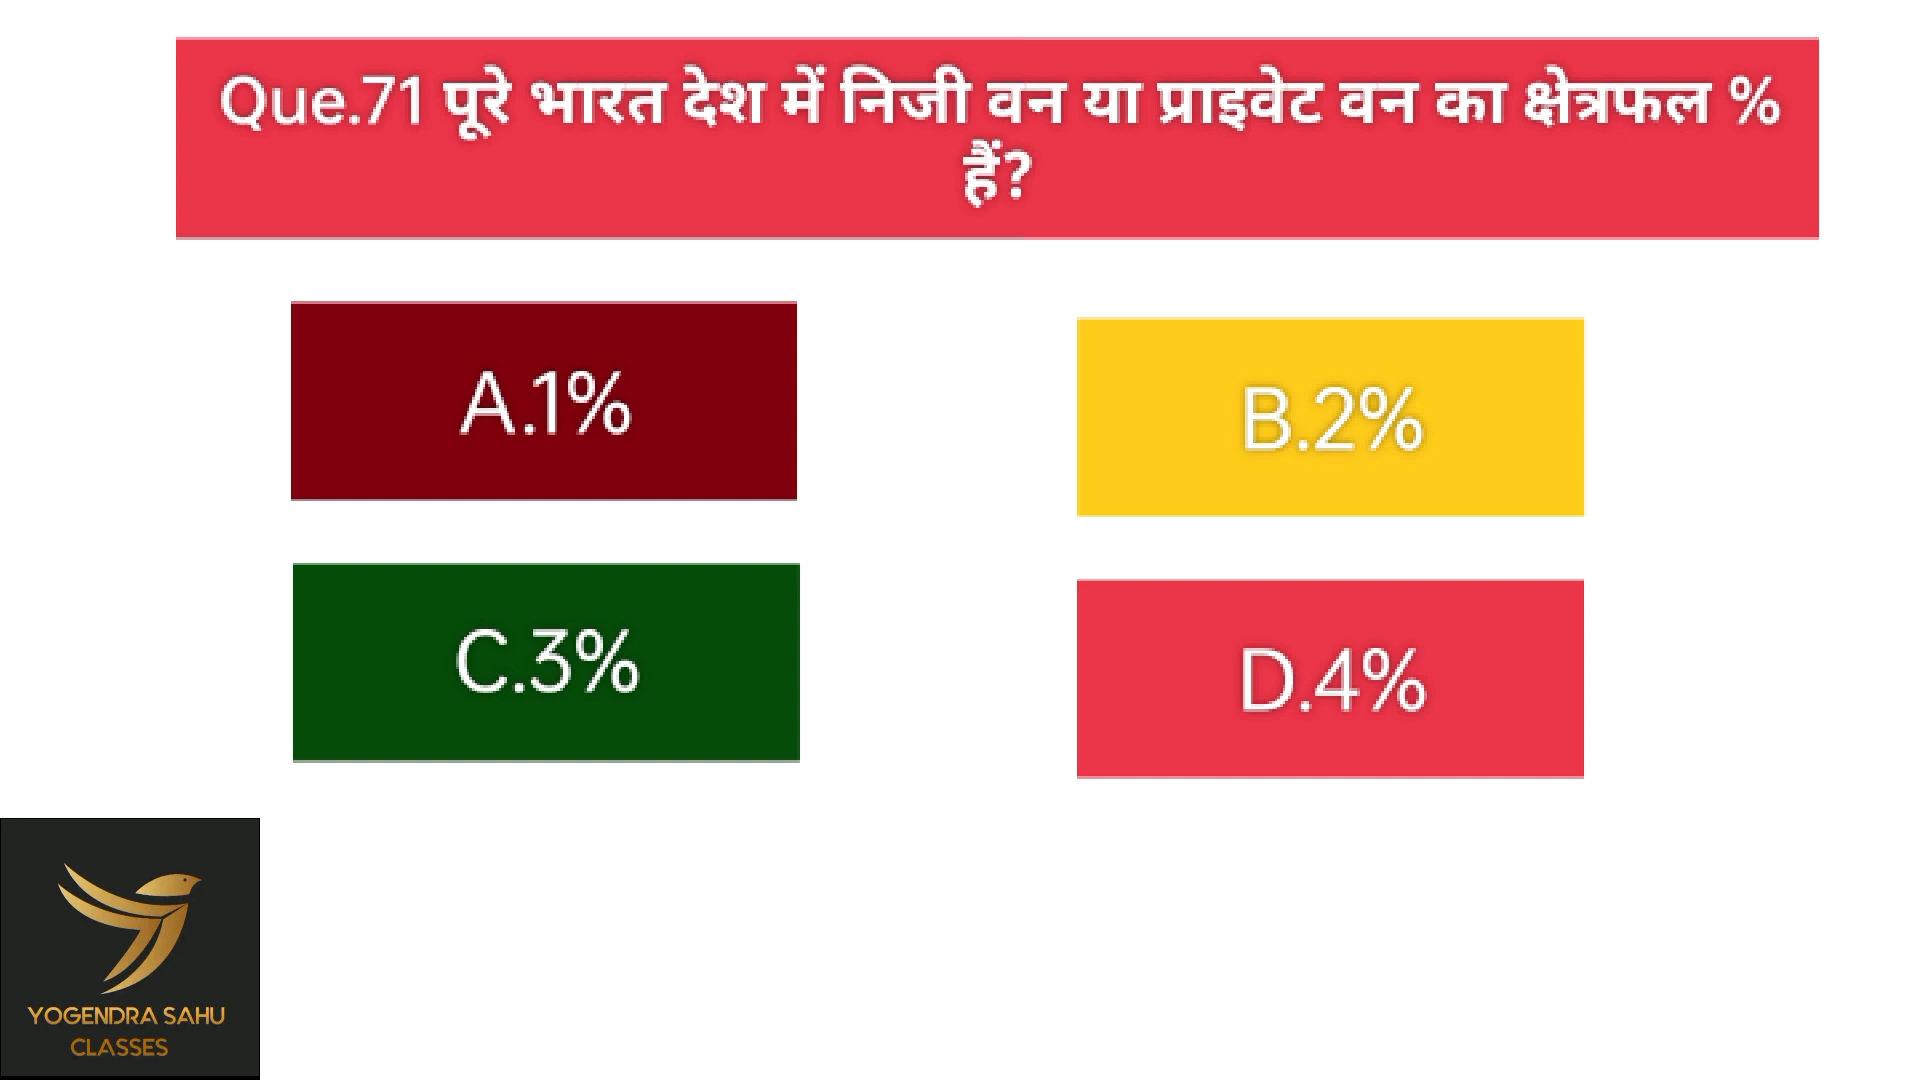 Que.71 पूरे भारत देश में निजी वन या प्राइवेट वन का क्षेत्रफल %
हैं?
A.1%
B.2%
C.3%
D.4%
YOGENDRA SAHU
CLASSES